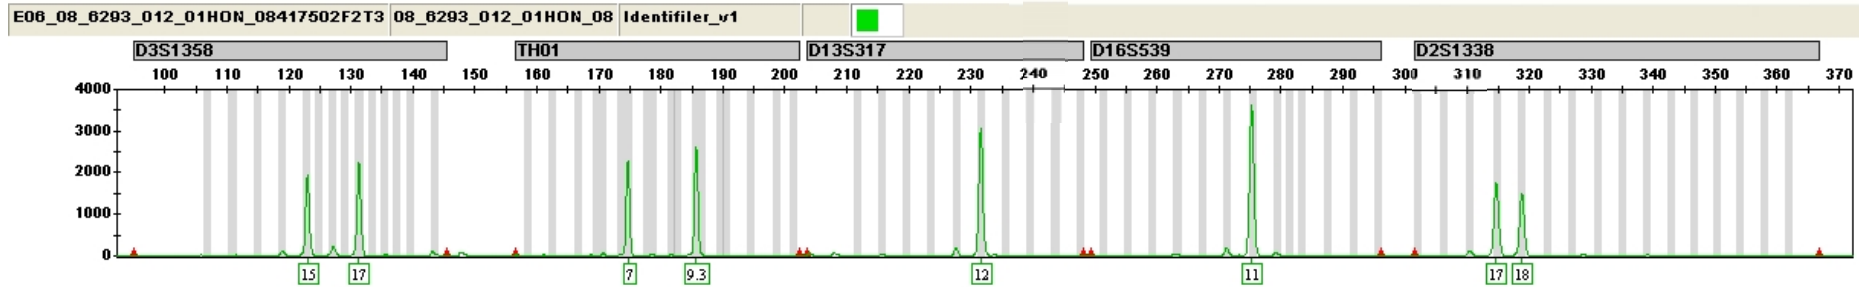 E06_08_6293_012_01HON_08417502F2T3 08_6293_012_01HON_08 Identifiler_v1
D3S1358 TH01 D13S317 D16S539 D2S1338
100 110 120 130 140 150 160 170 180 190 200 210 220 230 240 250 260 270 280 290 300 310 320 330 340 350 360 370
4000
3000
2000
1000
0
15 17 7 9.3 12 11 17 18